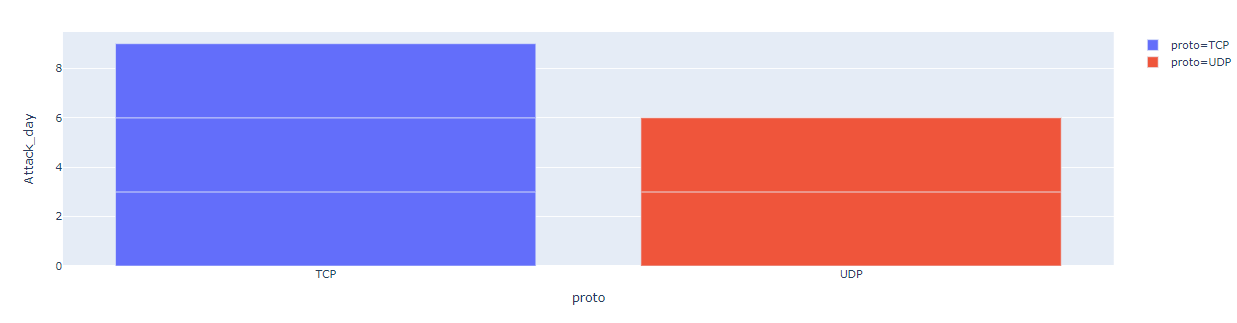 proto=TCP
proto=UDP
8
6
4
2
0
Attack_day
TCP
UDP
proto